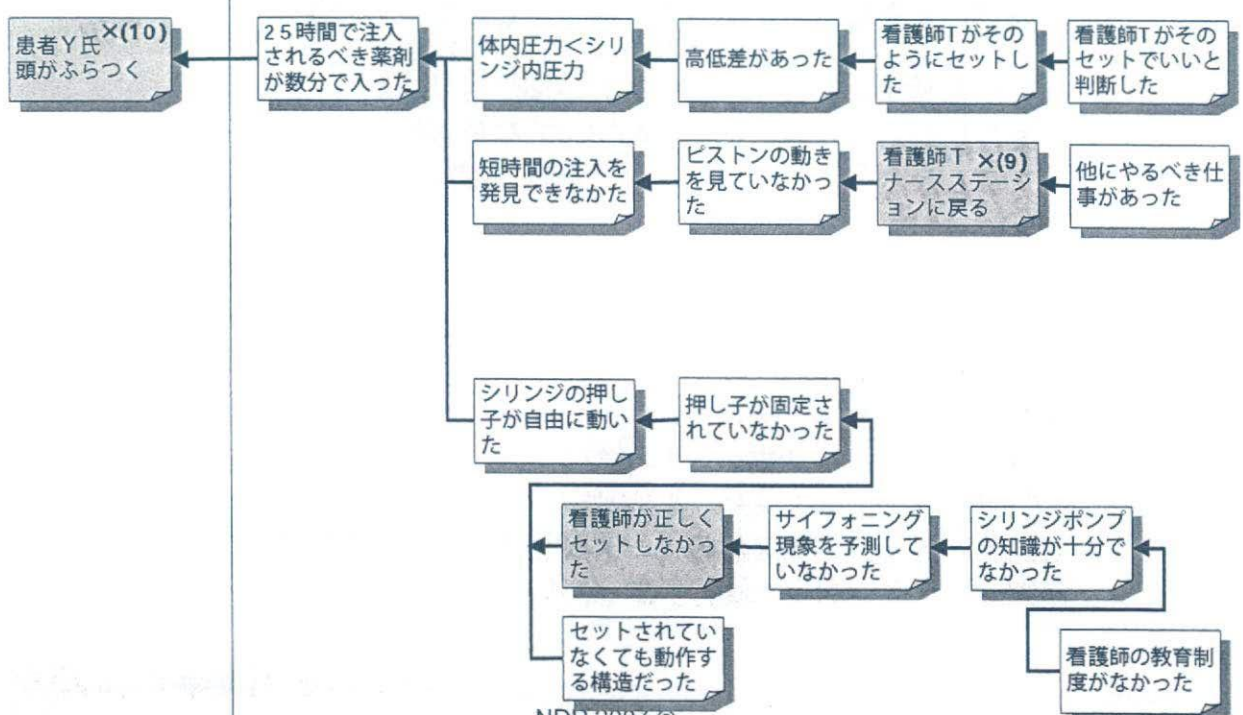 患者Y氏 ×(10)
頭がふらつく
25時間で注入
されるべき薬剤
が数分で入った
体内圧力<シリ
ンジ内圧力
高低差があった
看護師Tがその
ようにセットし
た
看護師Tがその
セットでいいと
判断した
短時間の注入を
発見できなかた
ピストンの動き
を見ていなかっ
た
看護師T ×(9)
ナースステーシ
ョンに戻る
他にやるべき仕
事があった
シリンジの押し
子が自由に動い
た
押し子が固定さ
れていなかった
看護師が正しく
セットしなかっ
た
サイフォニング
現象を予測して
いなかった
シリンジポンプ
の知識が十分で
なかった
セットされてい
なくても動作す
る構造だった
看護師の教育制
度がなかった